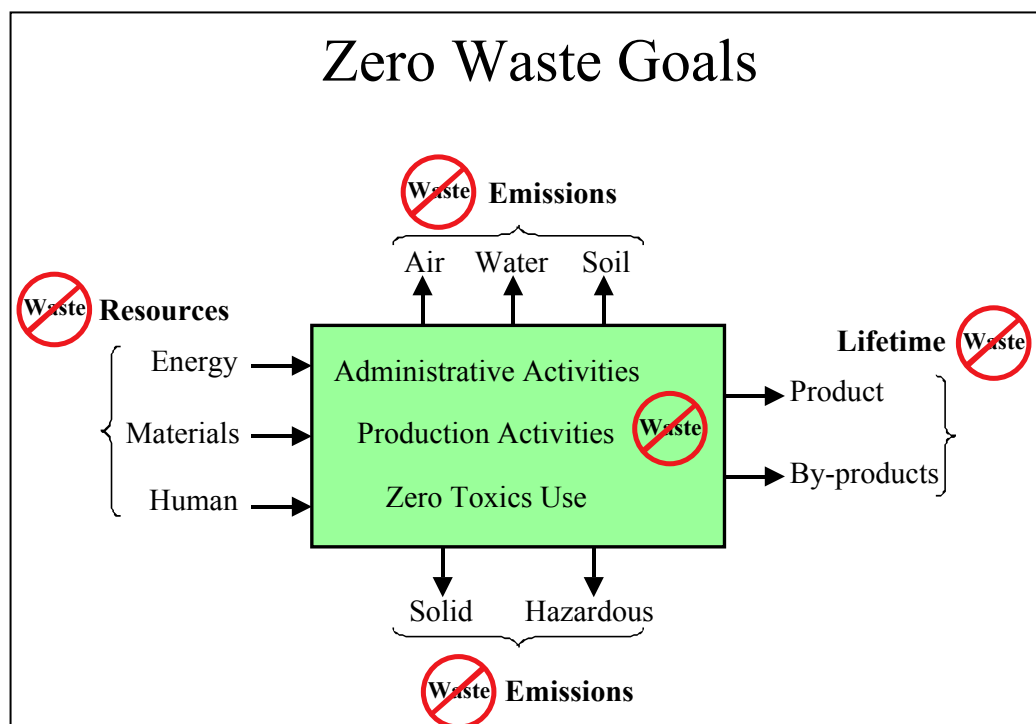 Zero Waste Goals
Waste Emissions
Air Water Soil
Waste Resources
Energy
Materials
Human
Administrative Activities
Production Activities Waste
Zero Toxics Use
Lifetime Waste
Product
By-products
Solid Hazardous
Waste Emissions